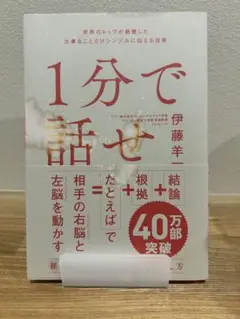 世界のトップが絶賛した
大事なことだけシンプルに伝える技術
1分で
話せ
伊藤羊一
結論
+
根拠
+
「たとえば」で
=
相手の右脳と
左脳を動かす
40万部
突破